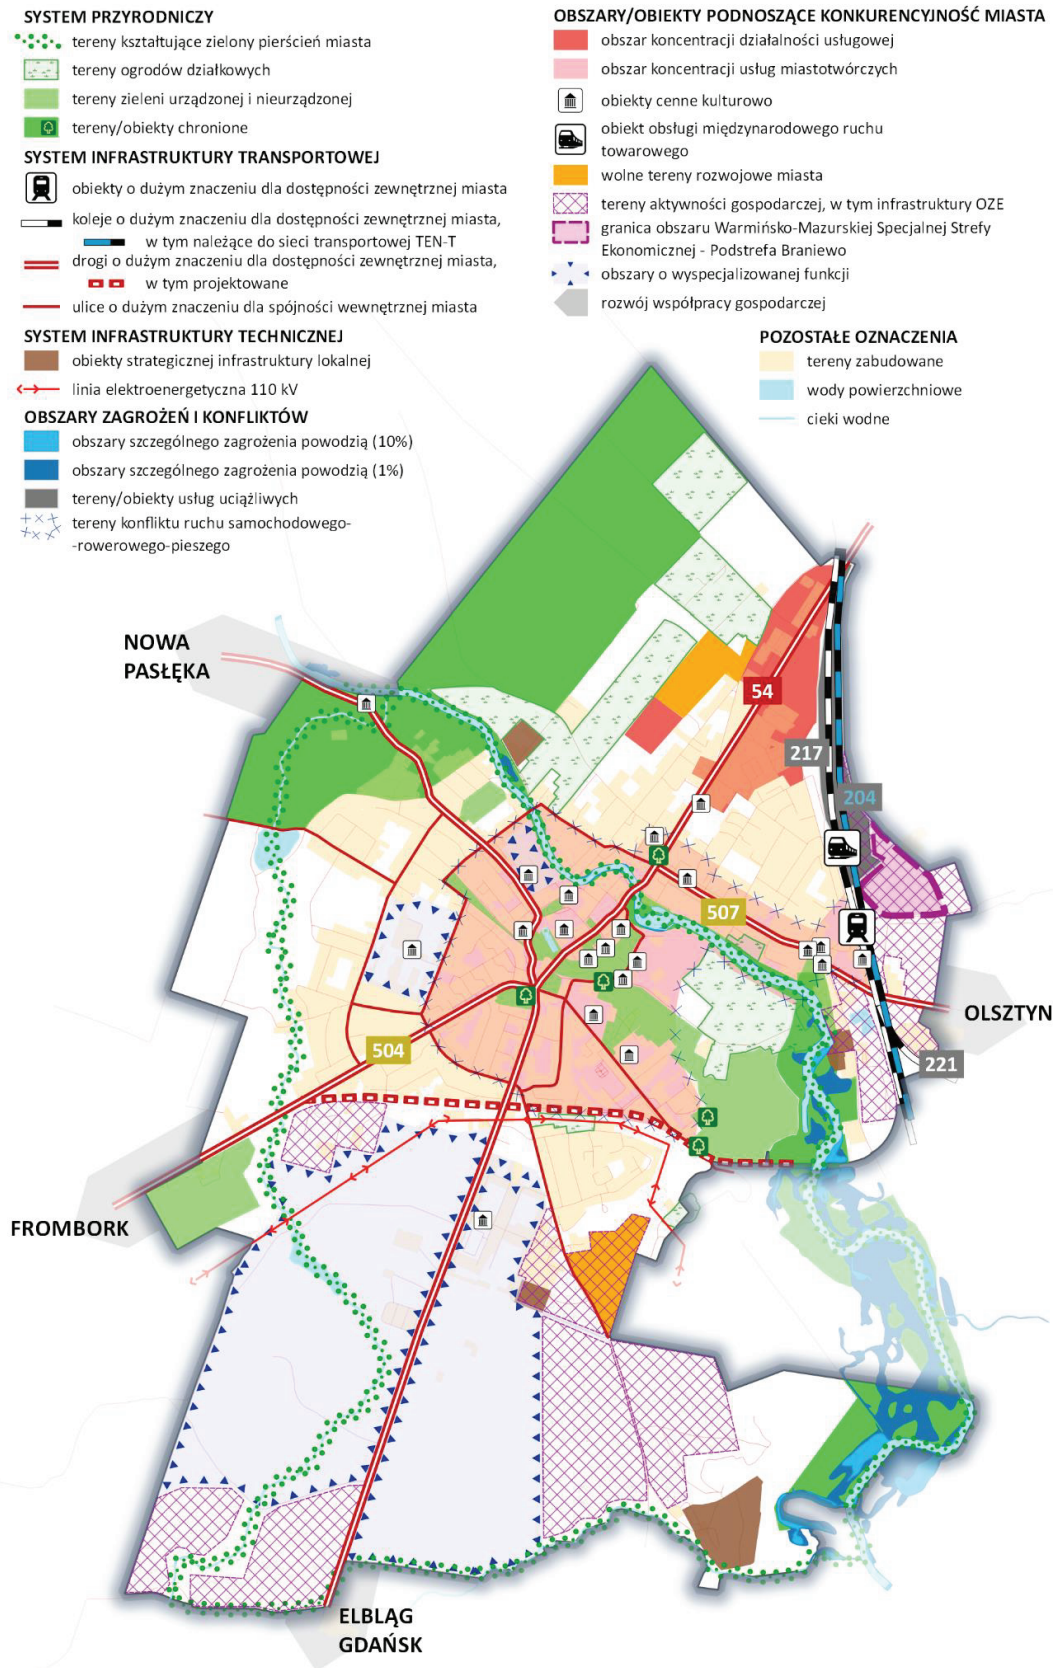 SYSTEM PRZYRODNICZY
tereny kształtujące zielony pierścień miasta
tereny ogrodów działkowych
tereny zieleni urządzonej i nieurządzonej
tereny/obiekty chronione
SYSTEM INFRASTRUKTURY TRANSPORTOWEJ
obiekty o dużym znaczeniu dla dostępności zewnętrznej miasta
koleje o dużym znaczeniu dla dostępności zewnętrznej miasta,
w tym należące do sieci transportowej TEN-T
drogi o dużym znaczeniu dla dostępności zewnętrznej miasta,
w tym projektowane
ulice o dużym znaczeniu dla spójności wewnętrznej miasta
SYSTEM INFRASTRUKTURY TECHNICZNEJ
obiekty strategicznej infrastruktury lokalnej
linia elektroenergetyczna 110 kV
OBSZARY ZAGROŻEŃ I KONFLIKTÓW
obszary szczególnego zagrożenia powodzią (10%)
obszary szczególnego zagrożenia powodzią (1%)
tereny/obiekty usług uciążliwych
tereny konfliktu ruchu samochodowego-
-rowerowego-pieszego
OBSZARY/OBIEKTY PODNOSZĄCE KONKURENCYJNOŚĆ MIASTA
obszar koncentracji działalności usługowej
obszar koncentracji usług miastotwórczych
obiekty cenne kulturowo
obiekt obsługi międzynarodowego ruchu
towarowego
wolne tereny rozwojowe miasta
tereny aktywności gospodarczej, w tym infrastruktury OZE
granica obszaru Warmińsko-Mazurskiej Specjalnej Strefy
Ekonomicznej - Podstrefa Braniewo
obszary o wyspecjalizowanej funkcji
rozwój współpracy gospodarczej
POZOSTAŁE OZNACZENIA
tereny zabudowane
wody powierzchniowe
cieki wodne
NOWA
PASŁĘKA
54
217
204
507
OLSZTYN
504
221
FROMBORK
ELBLĄG
GDAŃSK